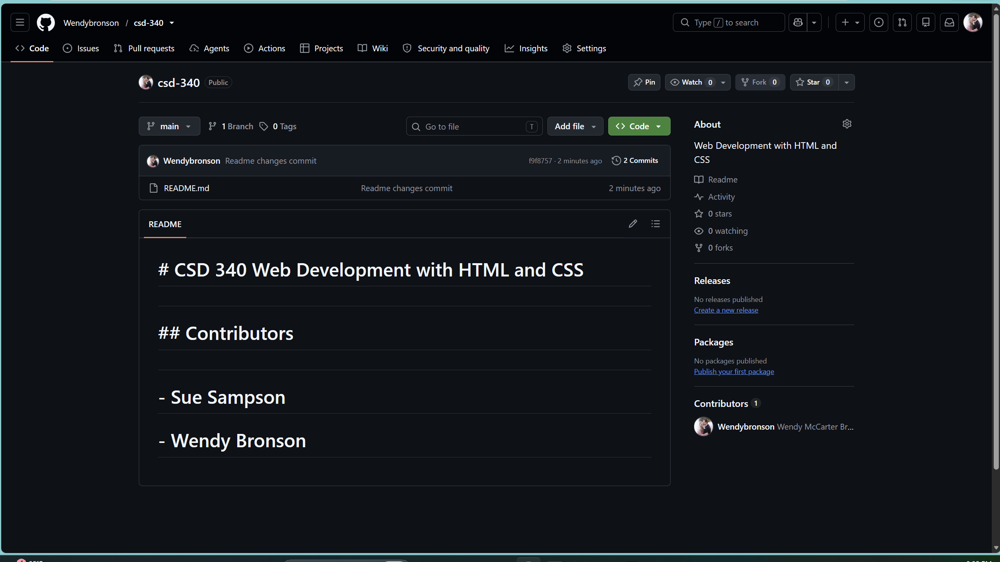 Wendybronson / csd-340
Type / to search
Code Issues Pull requests Agents Actions Projects Wiki Security and quality Insights Settings
csd-340 Public
Pin Watch 0 Fork 0 Star 0
main 1 Branch 0 Tags Go to file T Add file Code
Wendybronson Readme changes commit f9f8757 · 2 minutes ago 2 Commits
README.md Readme changes commit 2 minutes ago
README
# CSD 340 Web Development with HTML and CSS
## Contributors
- Sue Sampson
- Wendy Bronson
About
Web Development with HTML and
CSS
Readme
Activity
0 stars
0 watching
0 forks
Releases
No releases published
Create a new release
Packages
No packages published
Publish your first package
Contributors 1
Wendybronson Wendy McCarter Br...